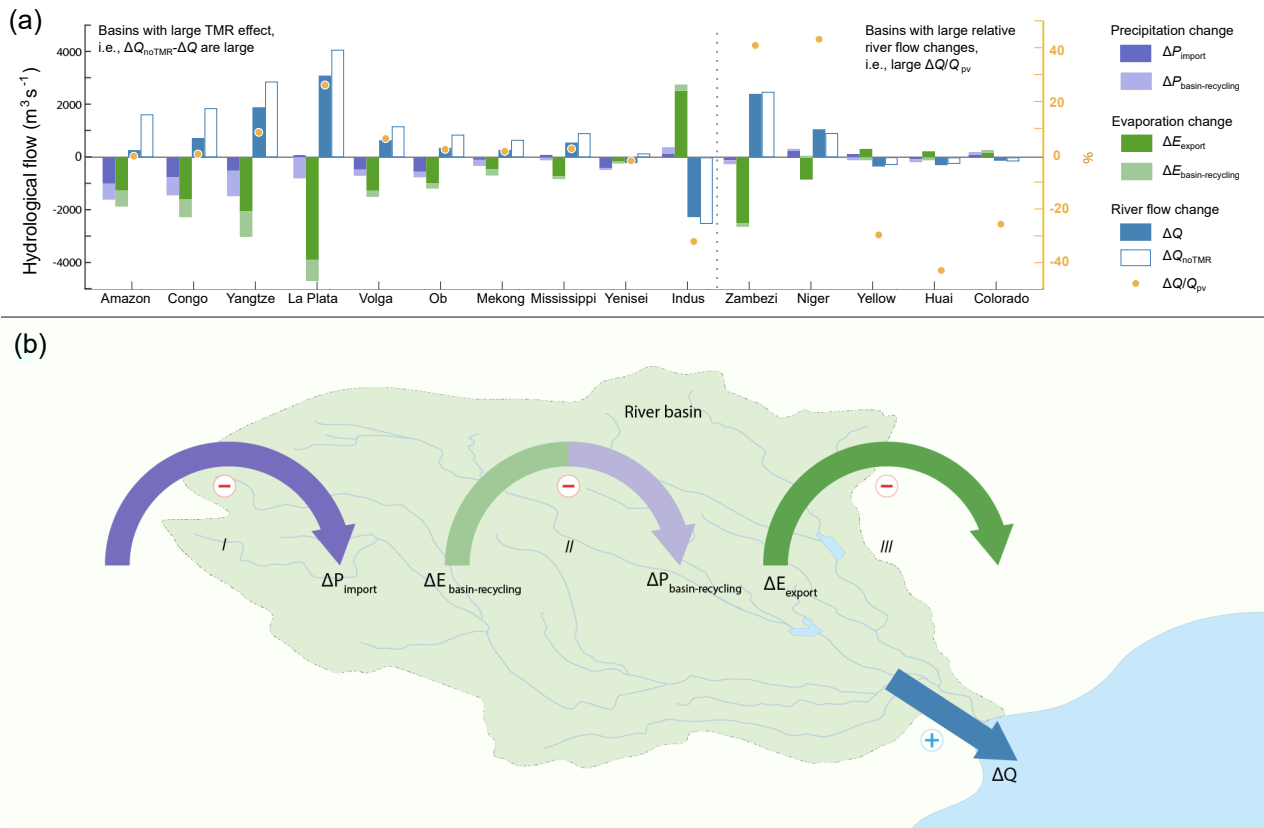 (a)
Basins with large TMR effect,
i.e., ΔQnoTMR-ΔQ are large
Basins with large relative
river flow changes,
i.e., large ΔQ/Qpv
Hydrological flow (m³ s⁻¹)
4000
2000
0
-2000
-4000
40
20
0
-20
-40
%
Amazon
Congo
Yangtze
La Plata
Volga
Ob
Mekong
Mississippi
Yenisei
Indus
Zambezi
Niger
Yellow
Huai
Colorado
Precipitation change
ΔPimport
ΔPbasin-recycling
Evaporation change
ΔEexport
ΔEbasin-recycling
River flow change
ΔQ
ΔQnoTMR
ΔQ/Qpv
(b)
River basin
I
II
III
ΔPimport
ΔEbasin-recycling
ΔPbasin-recycling
ΔEexport
ΔQ